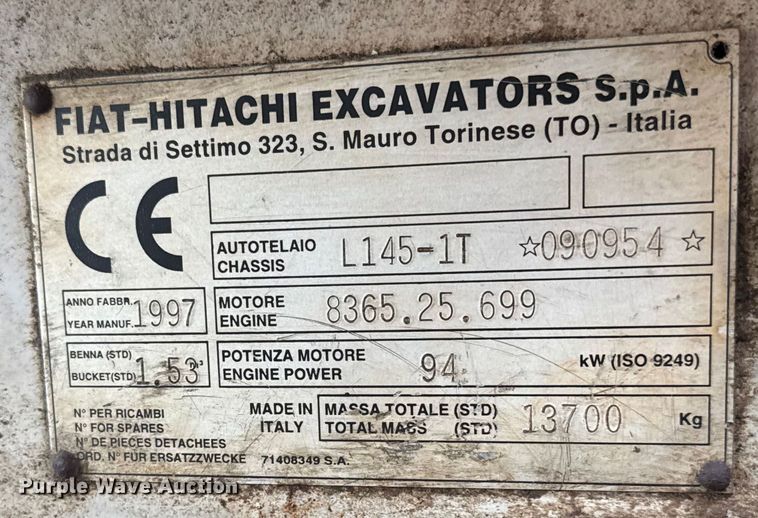 FIAT-HITACHI EXCAVATORS S.p.A.
Strada di Settimo 323, S. Mauro Torinese (TO) - Italia
CE
AUTOTELAIO
CHASSIS
L145-1T ☆090954☆
ANNO FABBR.
YEAR MANUF. 1997
MOTORE
ENGINE
8365.25.699
BENNA (STD)
BUCKET(STD) 1.53
POTENZA MOTORE
ENGINE POWER
94 kW (ISO 9249)
N° PER RICAMBI
N° FOR SPARES
N° DE PIECES DETACHEES
ORD. N° FUR ERSATZZWECKE 71408349 S.A.
MADE IN
ITALY
MASSA TOTALE (STD)
TOTAL MASS (STD)
13700 Kg
Purple Wave Auction